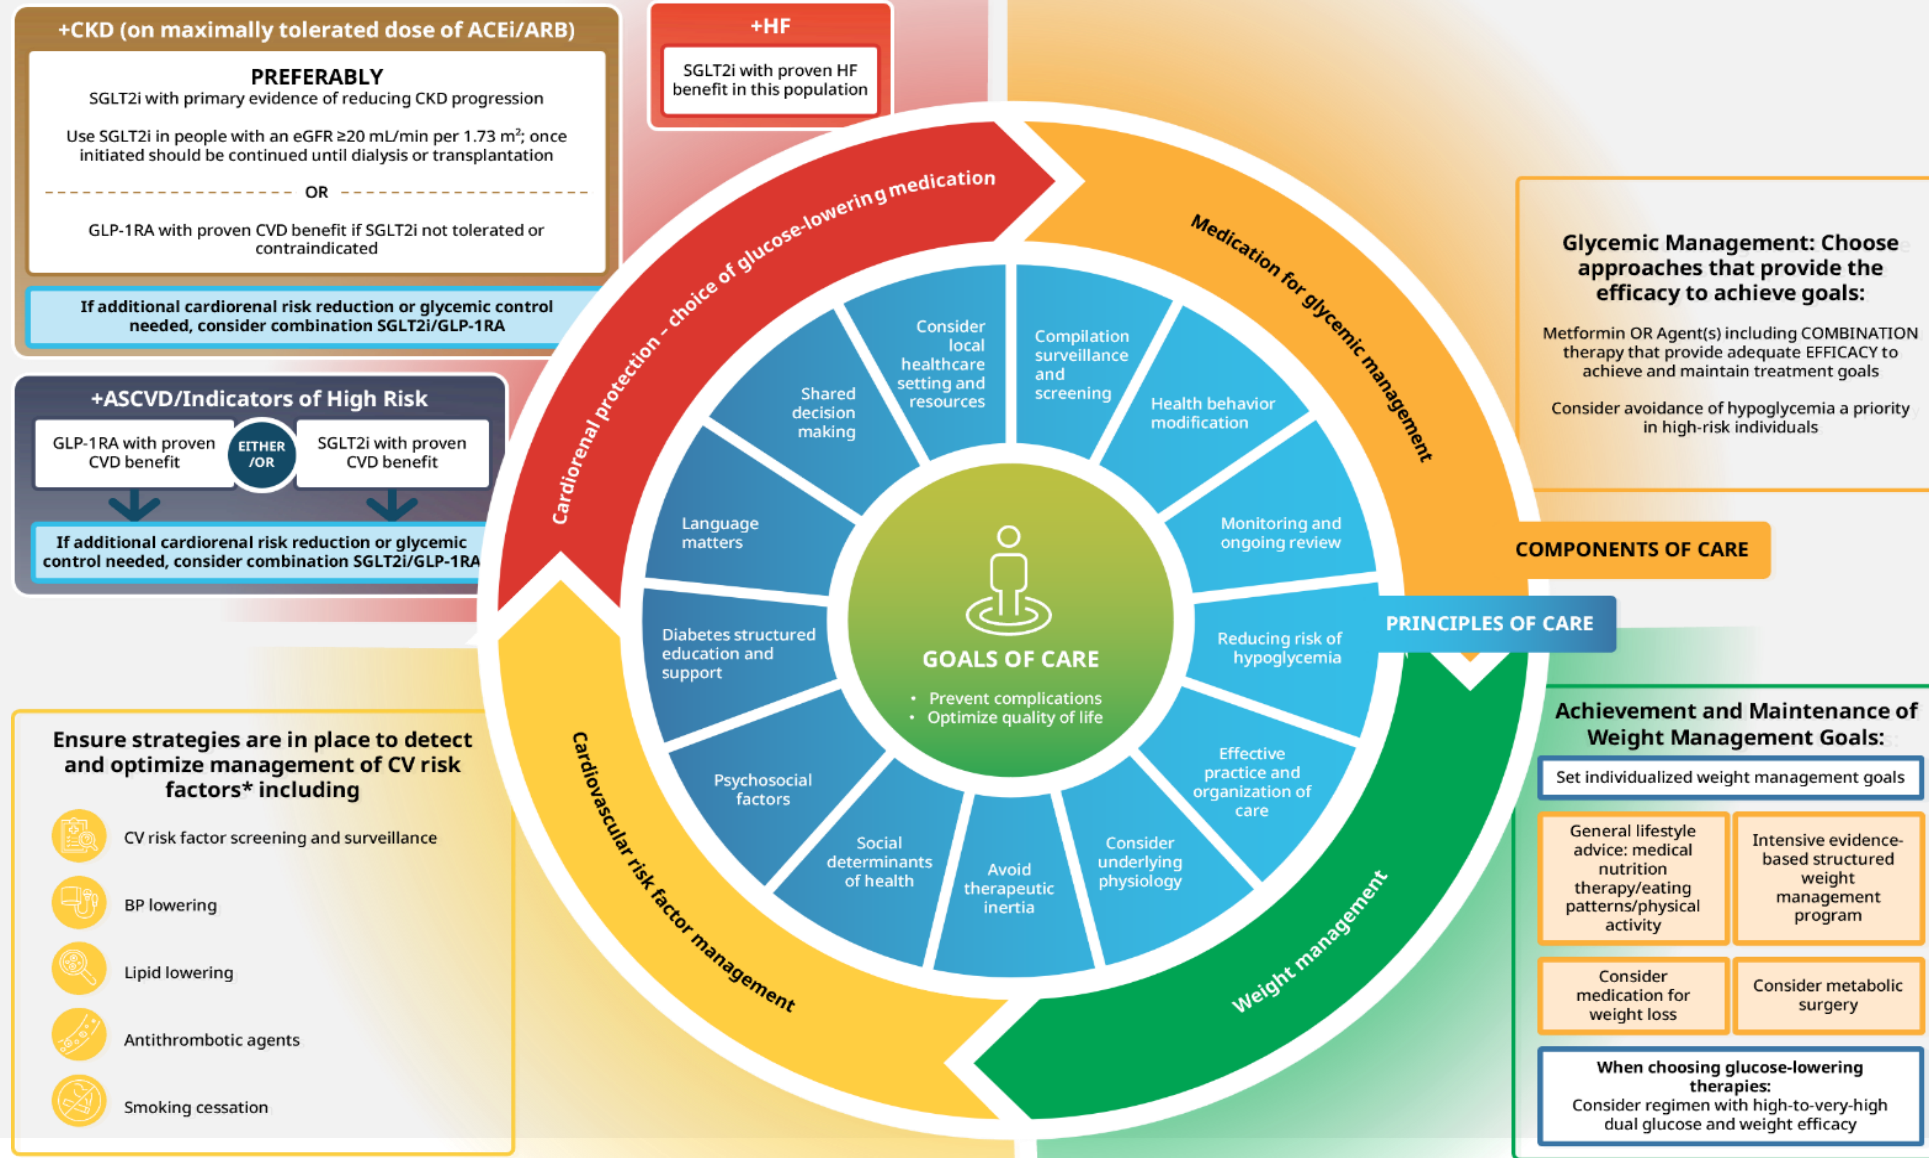 +CKD (on maximally tolerated dose of ACEi/ARB)
PREFERABLY
SGLT2i with primary evidence of reducing CKD progression
Use SGLT2i in people with an eGFR ≥20 mL/min per 1.73 m²; once
initiated should be continued until dialysis or transplantation
OR
GLP-1RA with proven CVD benefit if SGLT2i not tolerated or
contraindicated
If additional cardiorenal risk reduction or glycemic control
needed, consider combination SGLT2i/GLP-1RA
+HF
SGLT2i with proven HF
benefit in this population
+ASCVD/Indicators of High Risk
GLP-1RA with proven
CVD benefit
EITHER
/OR
SGLT2i with proven
CVD benefit
If additional cardiorenal risk reduction or glycemic
control needed, consider combination SGLT2i/GLP-1RA
Ensure strategies are in place to detect
and optimize management of CV risk
factors* including
CV risk factor screening and surveillance
BP lowering
Lipid lowering
Antithrombotic agents
Smoking cessation
Cardiorenal protection – choice of glucose-lowering medication
Medication for glycemic management
Weight management
Cardiovascular risk factor management
Compilation
surveillance
and
screening
Health behavior
modification
Monitoring and
ongoing review
Reducing risk of
hypoglycemia
Effective
practice and
organization of
care
Consider
underlying
physiology
Avoid
therapeutic
inertia
Social
determinants
of health
Psychosocial
factors
Diabetes structured
education and
support
Language
matters
Shared
decision
making
Consider
local
healthcare
setting and
resources
GOALS OF CARE
• Prevent complications
• Optimize quality of life
Glycemic Management: Choose
approaches that provide the
efficacy to achieve goals:
Metformin OR Agent(s) including COMBINATION
therapy that provide adequate EFFICACY to
achieve and maintain treatment goals
Consider avoidance of hypoglycemia a priority
in high-risk individuals
COMPONENTS OF CARE
PRINCIPLES OF CARE
Achievement and Maintenance of
Weight Management Goals:
Set individualized weight management goals
General lifestyle
advice: medical
nutrition
therapy/eating
patterns/physical
activity
Intensive evidence-
based structured
weight
management
program
Consider
medication for
weight loss
Consider metabolic
surgery
When choosing glucose-lowering
therapies:
Consider regimen with high-to-very-high
dual glucose and weight efficacy